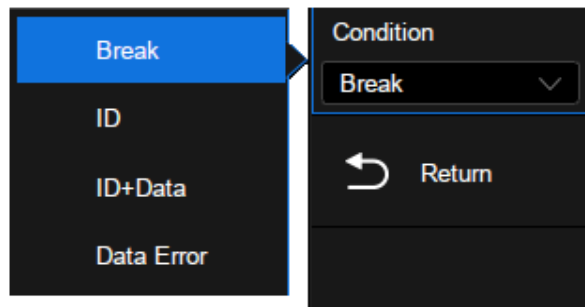 Break
ID
ID+Data
Data Error
Condition
Break
Return